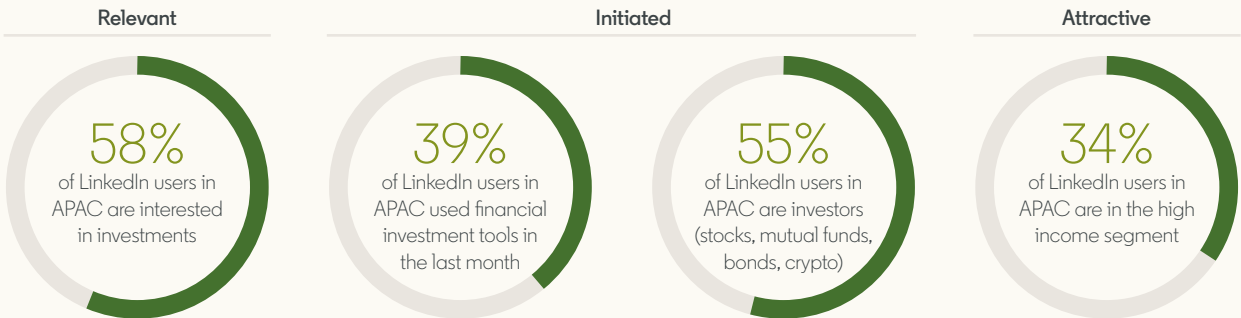 Relevant
58%
of LinkedIn users in
APAC are interested
in investments
Initiated
39%
of LinkedIn users in
APAC used financial
investment tools in
the last month
55%
of LinkedIn users in
APAC are investors
(stocks, mutual funds,
bonds, crypto)
Attractive
34%
of LinkedIn users in
APAC are in the high
income segment